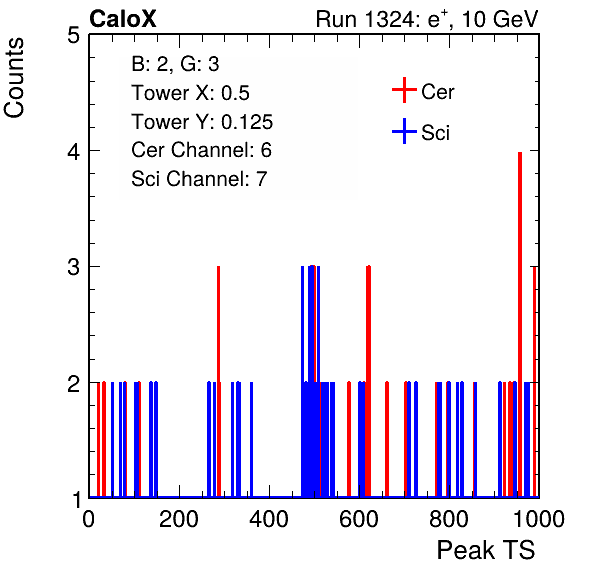 CaloX Run 1324: e⁺, 10 GeV
Counts
5
4
3
2
1
B: 2, G: 3
Tower X: 0.5
Tower Y: 0.125
Cer Channel: 6
Sci Channel: 7
Cer
Sci
0 200 400 600 800 1000
Peak TS